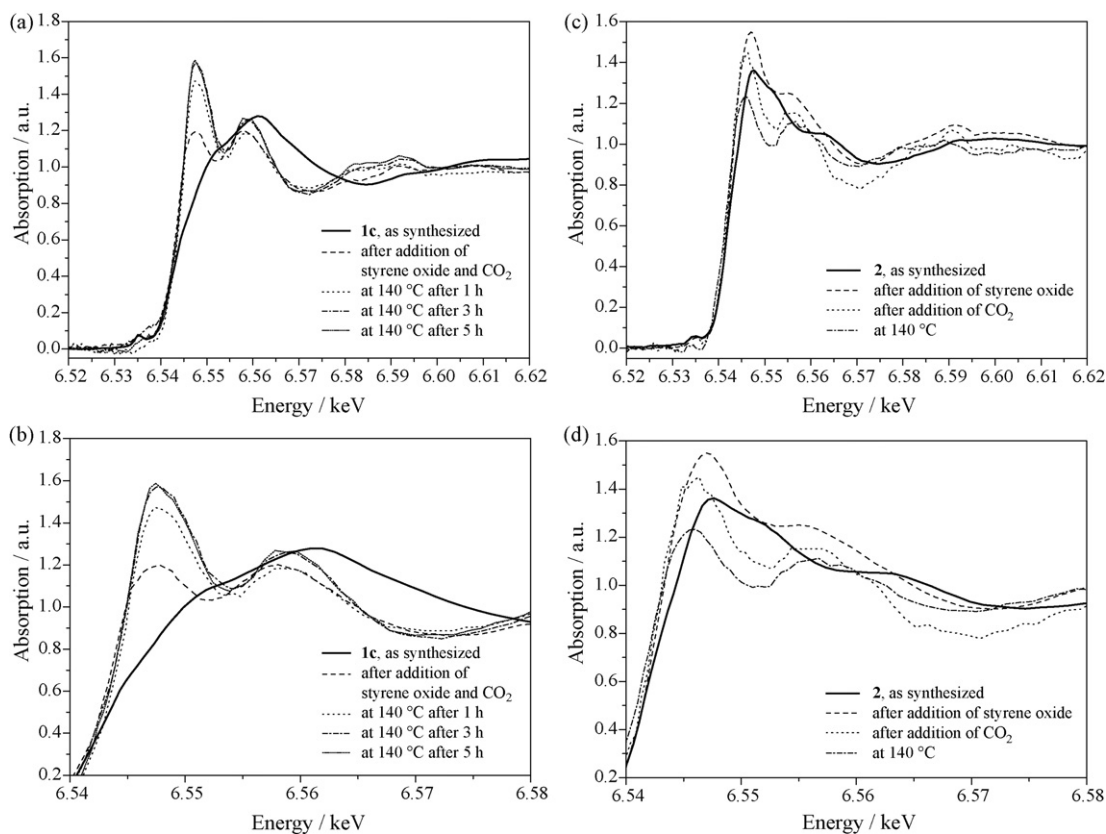 (a)
1.8
1.6
1.4
1.2
1.0
0.8
0.6
0.4
0.2
0.0
Absorption / a.u.
1c, as synthesized
after addition of
styrene oxide and CO₂
at 140 °C after 1 h
at 140 °C after 3 h
at 140 °C after 5 h
6.52 6.53 6.54 6.55 6.56 6.57 6.58 6.59 6.60 6.61 6.62
Energy / keV
(c)
1.6
1.4
1.2
1.0
0.8
0.6
0.4
0.2
0.0
Absorption / a.u.
2, as synthesized
after addition of styrene oxide
after addition of CO₂
at 140 °C
6.52 6.53 6.54 6.55 6.56 6.57 6.58 6.59 6.60 6.61 6.62
Energy / keV
(b)
1.8
1.6
1.4
1.2
1.0
0.8
0.6
0.4
0.2
Absorption / a.u.
1c, as synthesized
after addition of
styrene oxide and CO₂
at 140 °C after 1 h
at 140 °C after 3 h
at 140 °C after 5 h
6.54 6.55 6.56 6.57 6.58
Energy / keV
(d)
1.6
1.4
1.2
1.0
0.8
0.6
0.4
0.2
Absorption / a.u.
2, as synthesized
after addition of styrene oxide
after addition of CO₂
at 140 °C
6.54 6.55 6.56 6.57 6.58
Energy / keV